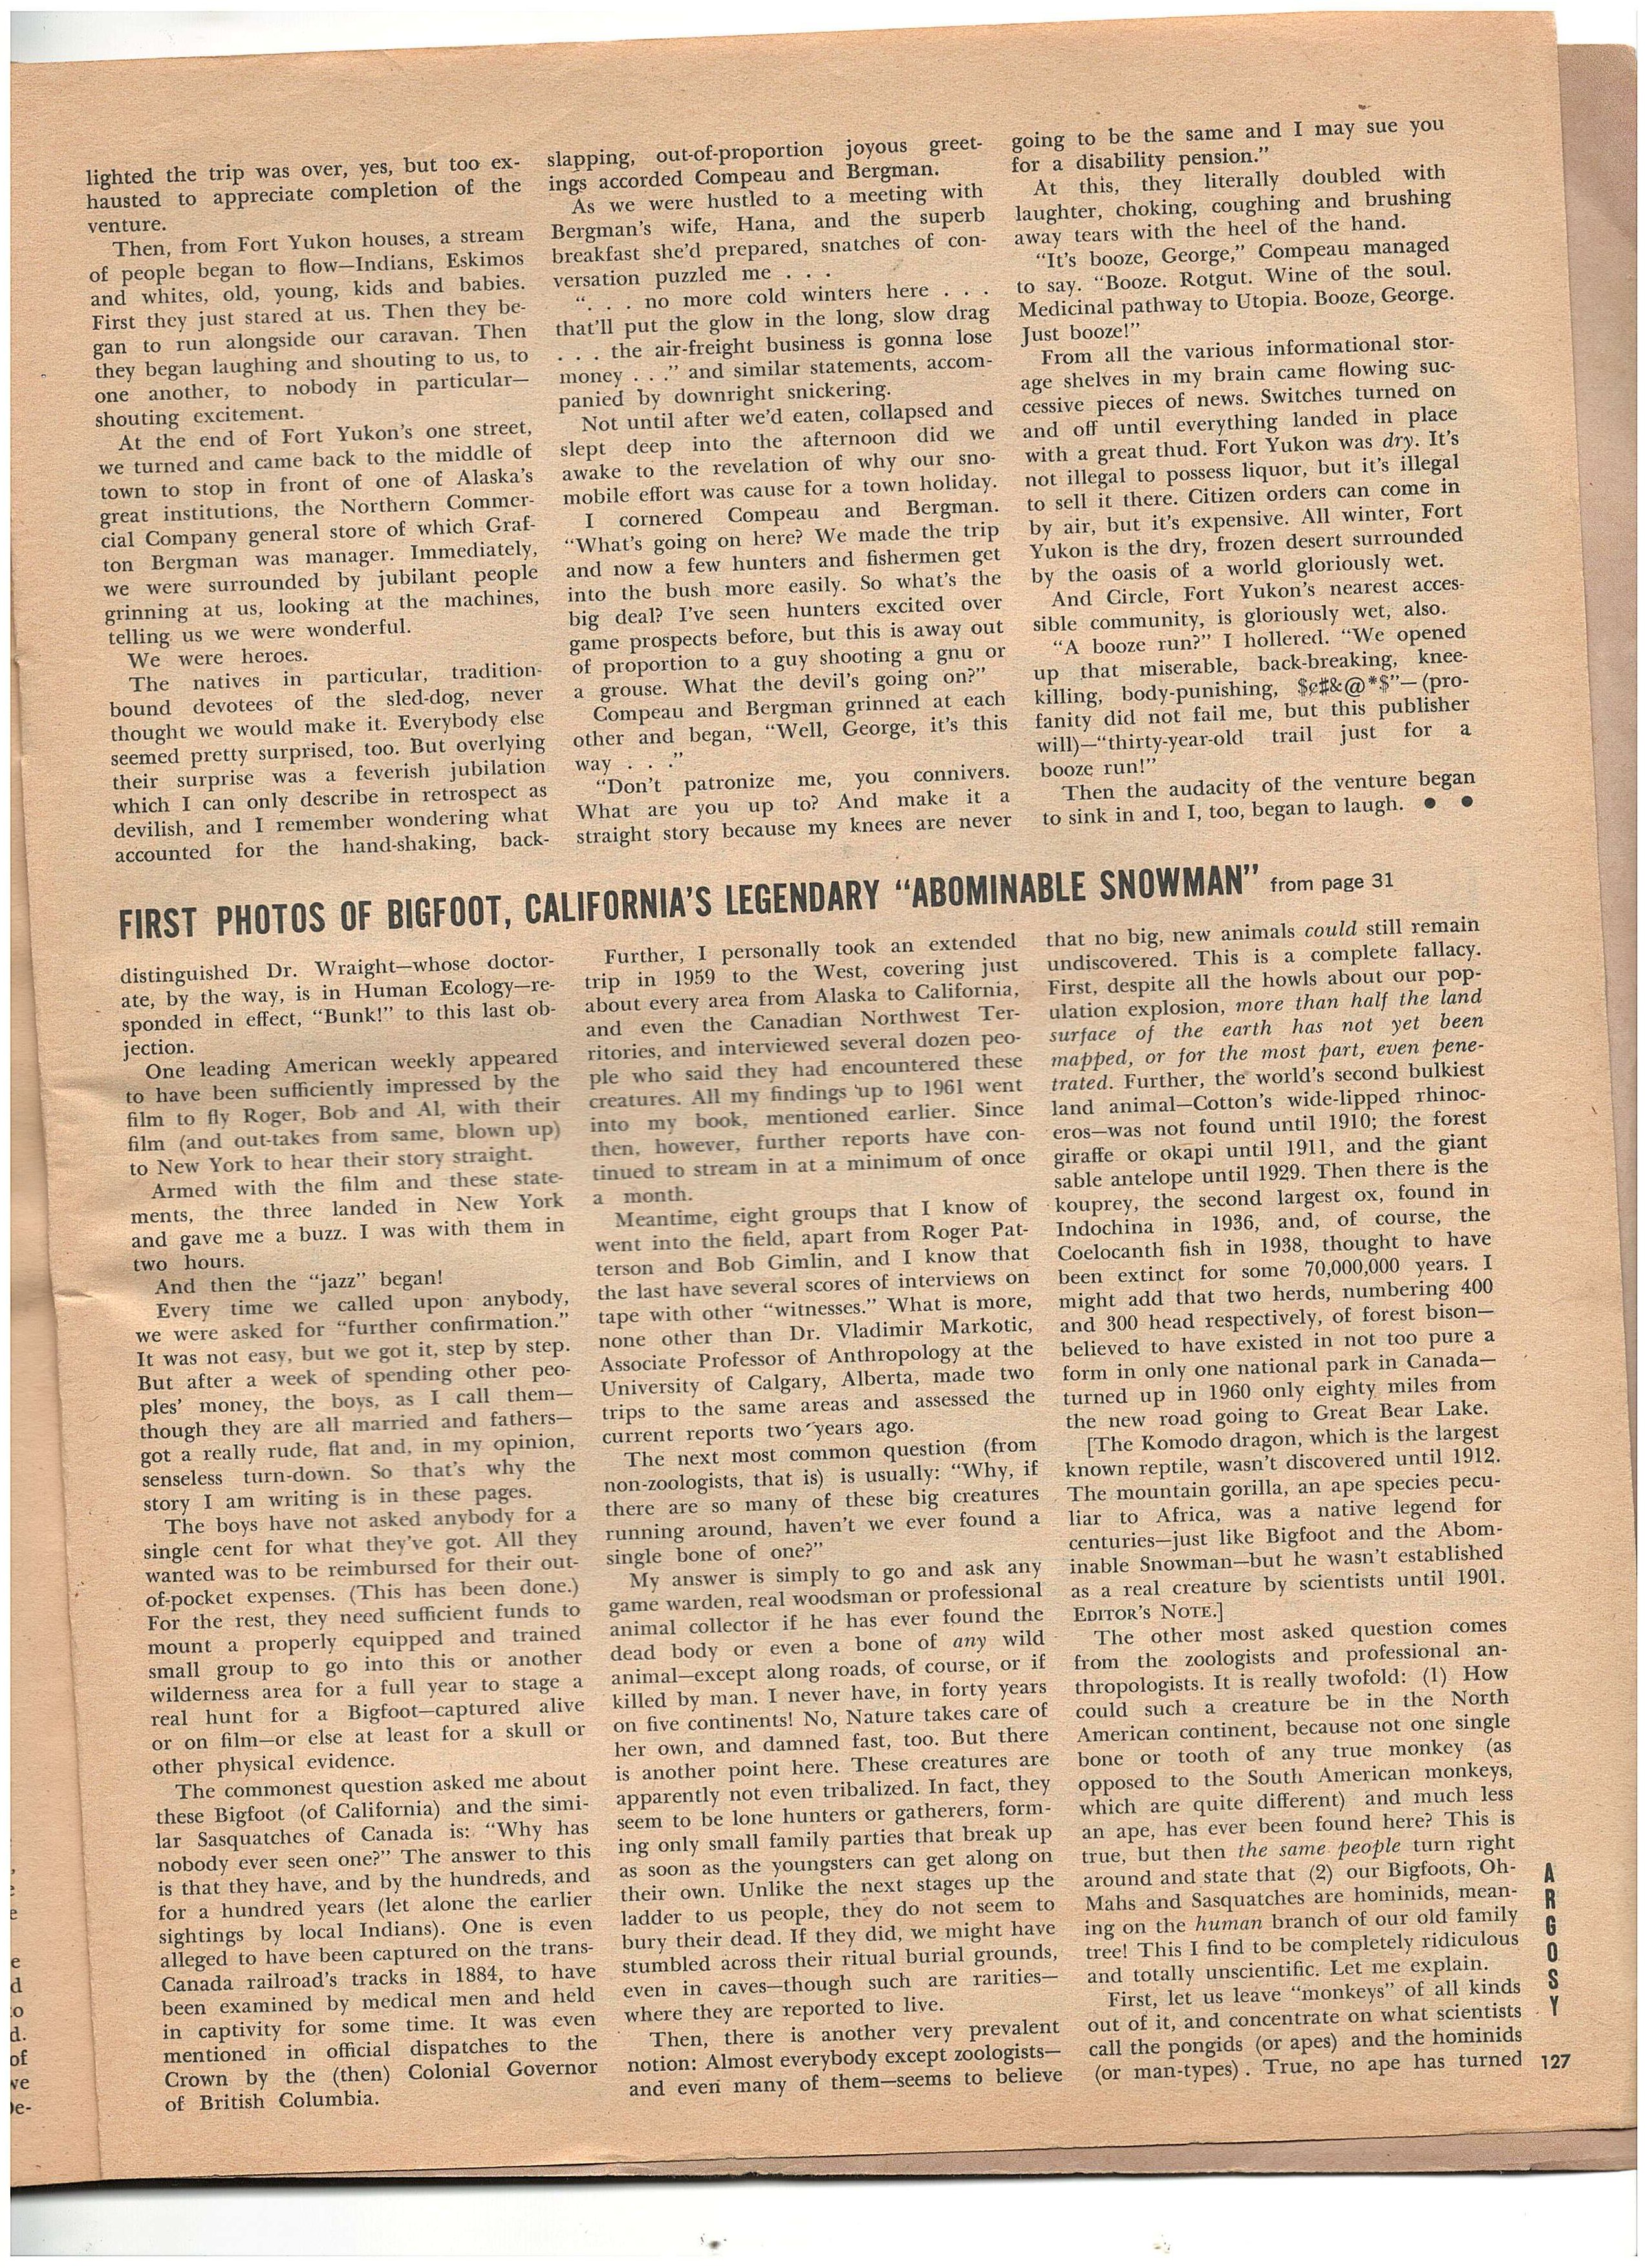 lighted the trip was over, yes, but too ex-
hausted to appreciate completion of the
venture.
Then, from Fort Yukon houses, a stream
of people began to flow—Indians, Eskimos
and whites, old, young, kids and babies.
First they just stared at us. Then they be-
gan to run alongside our caravan. Then
they began laughing and shouting to us, to
one another, to nobody in particular—
shouting excitement.
At the end of Fort Yukon's one street,
we turned and came back to the middle of
town to stop in front of one of Alaska's
great institutions, the Northern Commer-
cial Company general store of which Graf-
ton Bergman was manager. Immediately,
we were surrounded by jubilant people
grinning at us, looking at the machines,
telling us we were wonderful.
We were heroes.
The natives in particular, tradition-
bound devotees of the sled-dog, never
thought we would make it. Everybody else
seemed pretty surprised, too. But overlying
their surprise was a feverish jubilation
which I can only describe in retrospect as
devilish, and I remember wondering what
accounted for the hand-shaking, back-
slapping, out-of-proportion joyous greet-
ings accorded Compeau and Bergman.
As we were hustled to a meeting with
Bergman's wife, Hana, and the superb
breakfast she'd prepared, snatches of con-
versation puzzled me . . .
". . . no more cold winters here . . .
that'll put the glow in the long, slow drag
. . . the air-freight business is gonna lose
money . . ." and similar statements, accom-
panied by downright snickering.
Not until after we'd eaten, collapsed and
slept deep into the afternoon did we
awake to the revelation of why our sno-
mobile effort was cause for a town holiday.
I cornered Compeau and Bergman.
"What's going on here? We made the trip
and now a few hunters and fishermen get
into the bush more easily. So what's the
big deal? I've seen hunters excited over
game prospects before, but this is away out
of proportion to a guy shooting a gnu or
a grouse. What the devil's going on?"
Compeau and Bergman grinned at each
other and began, "Well, George, it's this
way . . ."
"Don't patronize me, you connivers.
What are you up to? And make it a
straight story because my knees are never
going to be the same and I may sue you
for a disability pension."
At this, they literally doubled with
laughter, choking, coughing and brushing
away tears with the heel of the hand.
"It's booze, George," Compeau managed
to say. "Booze. Rotgut. Wine of the soul.
Medicinal pathway to Utopia. Booze, George.
Just booze!"
From all the various informational stor-
age shelves in my brain came flowing suc-
cessive pieces of news. Switches turned on
and off until everything landed in place
with a great thud. Fort Yukon was dry. It's
not illegal to possess liquor, but it's illegal
to sell it there. Citizen orders can come in
by air, but it's expensive. All winter, Fort
Yukon is the dry, frozen desert surrounded
by the oasis of a world gloriously wet.
And Circle, Fort Yukon's nearest acces-
sible community, is gloriously wet, also.
"A booze run?" I hollered. "We opened
up that miserable, back-breaking, knee-
killing, body-punishing, $¢‡&@*$"—(pro-
fanity did not fail me, but this publisher
will)—"thirty-year-old trail just for a
booze run!"
Then the audacity of the venture began
to sink in and I, too, began to laugh. ● ●
FIRST PHOTOS OF BIGFOOT, CALIFORNIA'S LEGENDARY "ABOMINABLE SNOWMAN" from page 31
distinguished Dr. Wraight—whose doctor-
ate, by the way, is in Human Ecology—re-
sponded in effect, "Bunk!" to this last ob-
jection.
One leading American weekly appeared
to have been sufficiently impressed by the
film to fly Roger, Bob and Al, with their
film (and out-takes from same, blown up)
to New York to hear their story straight.
Armed with the film and these state-
ments, the three landed in New York
and gave me a buzz. I was with them in
two hours.
And then the "jazz" began!
Every time we called upon anybody,
we were asked for "further confirmation."
It was not easy, but we got it, step by step.
But after a week of spending other peo-
ples' money, the boys, as I call them—
though they are all married and fathers—
got a really rude, flat and, in my opinion,
senseless turn-down. So that's why the
story I am writing is in these pages.
The boys have not asked anybody for a
single cent for what they've got. All they
wanted was to be reimbursed for their out-
of-pocket expenses. (This has been done.)
For the rest, they need sufficient funds to
mount a properly equipped and trained
small group to go into this or another
wilderness area for a full year to stage a
real hunt for a Bigfoot—captured alive
or on film—or else at least for a skull or
other physical evidence.
The commonest question asked me about
these Bigfoot (of California) and the simi-
lar Sasquatches of Canada is: "Why has
nobody ever seen one?" The answer to this
is that they have, and by the hundreds, and
for a hundred years (let alone the earlier
sightings by local Indians). One is even
alleged to have been captured on the trans-
Canada railroad's tracks in 1884, to have
been examined by medical men and held
in captivity for some time. It was even
mentioned in official dispatches to the
Crown by the (then) Colonial Governor
of British Columbia.
Further, I personally took an extended
trip in 1959 to the West, covering just
about every area from Alaska to California,
and even the Canadian Northwest Ter-
ritories, and interviewed several dozen peo-
ple who said they had encountered these
creatures. All my findings up to 1961 went
into my book, mentioned earlier. Since
then, however, further reports have con-
tinued to stream in at a minimum of once
a month.
Meantime, eight groups that I know of
went into the field, apart from Roger Pat-
terson and Bob Gimlin, and I know that
the last have several scores of interviews on
tape with other "witnesses." What is more,
none other than Dr. Vladimir Markotic,
Associate Professor of Anthropology at the
University of Calgary, Alberta, made two
trips to the same areas and assessed the
current reports two years ago.
The next most common question (from
non-zoologists, that is) is usually: "Why, if
there are so many of these big creatures
running around, haven't we ever found a
single bone of one?"
My answer is simply to go and ask any
game warden, real woodsman or professional
animal collector if he has ever found the
dead body or even a bone of any wild
animal—except along roads, of course, or if
killed by man. I never have, in forty years
on five continents! No, Nature takes care of
her own, and damned fast, too. But there
is another point here. These creatures are
apparently not even tribalized. In fact, they
seem to be lone hunters or gatherers, form-
ing only small family parties that break up
as soon as the youngsters can get along on
their own. Unlike the next stages up the
ladder to us people, they do not seem to
bury their dead. If they did, we might have
stumbled across their ritual burial grounds,
even in caves—though such are rarities—
where they are reported to live.
Then, there is another very prevalent
notion: Almost everybody except zoologists—
and even many of them—seems to believe
that no big, new animals could still remain
undiscovered. This is a complete fallacy.
First, despite all the howls about our pop-
ulation explosion, more than half the land
surface of the earth has not yet been
mapped, or for the most part, even pene-
trated. Further, the world's second bulkiest
land animal—Cotton's wide-lipped rhinoc-
eros—was not found until 1910; the forest
giraffe or okapi until 1911, and the giant
sable antelope until 1929. Then there is the
kouprey, the second largest ox, found in
Indochina in 1936, and, of course, the
Coelocanth fish in 1938, thought to have
been extinct for some 70,000,000 years. I
might add that two herds, numbering 400
and 300 head respectively, of forest bison—
believed to have existed in not too pure a
form in only one national park in Canada—
turned up in 1960 only eighty miles from
the new road going to Great Bear Lake.
[The Komodo dragon, which is the largest
known reptile, wasn't discovered until 1912.
The mountain gorilla, an ape species pecu-
liar to Africa, was a native legend for
centuries—just like Bigfoot and the Abom-
inable Snowman—but he wasn't established
as a real creature by scientists until 1901.
EDITOR'S NOTE.]
The other most asked question comes
from the zoologists and professional an-
thropologists. It is really twofold: (1) How
could such a creature be in the North
American continent, because not one single
bone or tooth of any true monkey (as
opposed to the South American monkeys,
which are quite different) and much less
an ape, has ever been found here? This is
true, but then the same people turn right
around and state that (2) our Bigfoots, Oh-
Mahs and Sasquatches are hominids, mean-
ing on the human branch of our old family
tree! This I find to be completely ridiculous
and totally unscientific. Let me explain.
First, let us leave "monkeys" of all kinds
out of it, and concentrate on what scientists
call the pongids (or apes) and the hominids
(or man-types). True, no ape has turned
ARGOSY
127